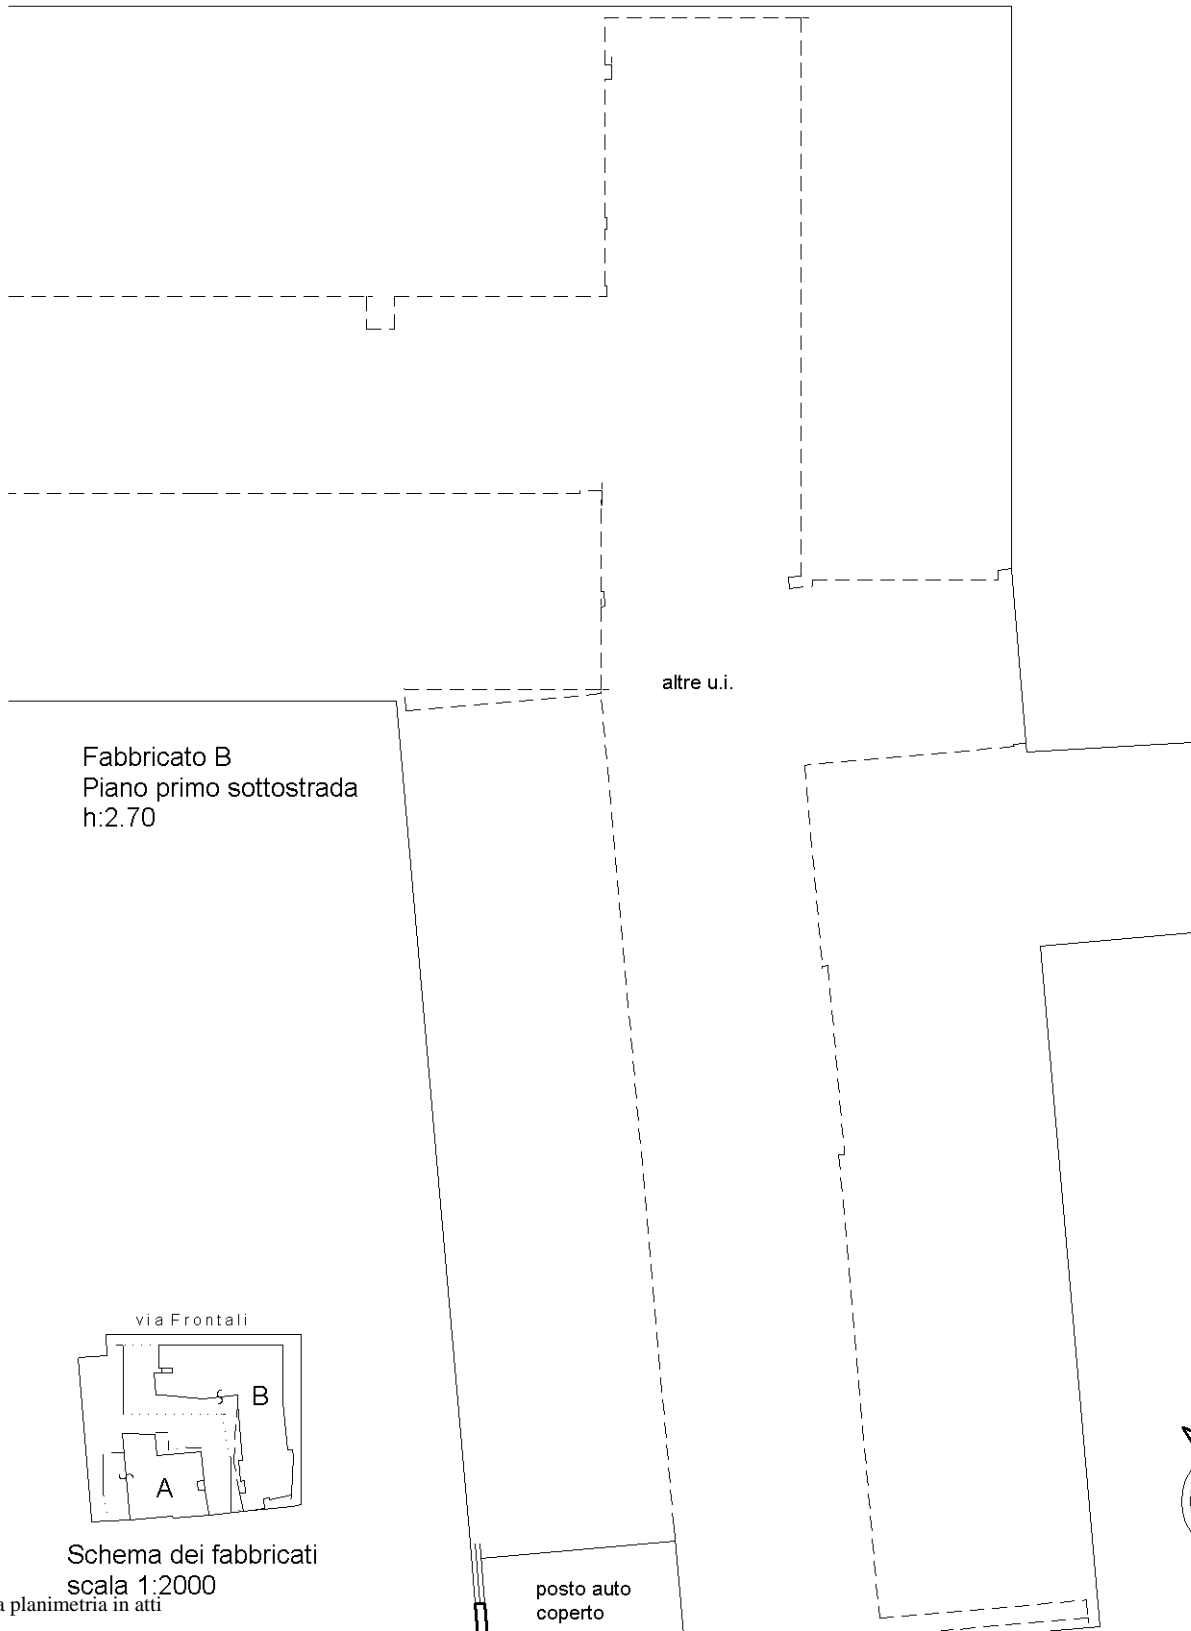 altre u.i.
Fabbricato B
Piano primo sottostrada
h:2.70
via Frontali
B
A
Schema dei fabbricati
scala 1:2000
a planimetria in atti
posto auto
coperto